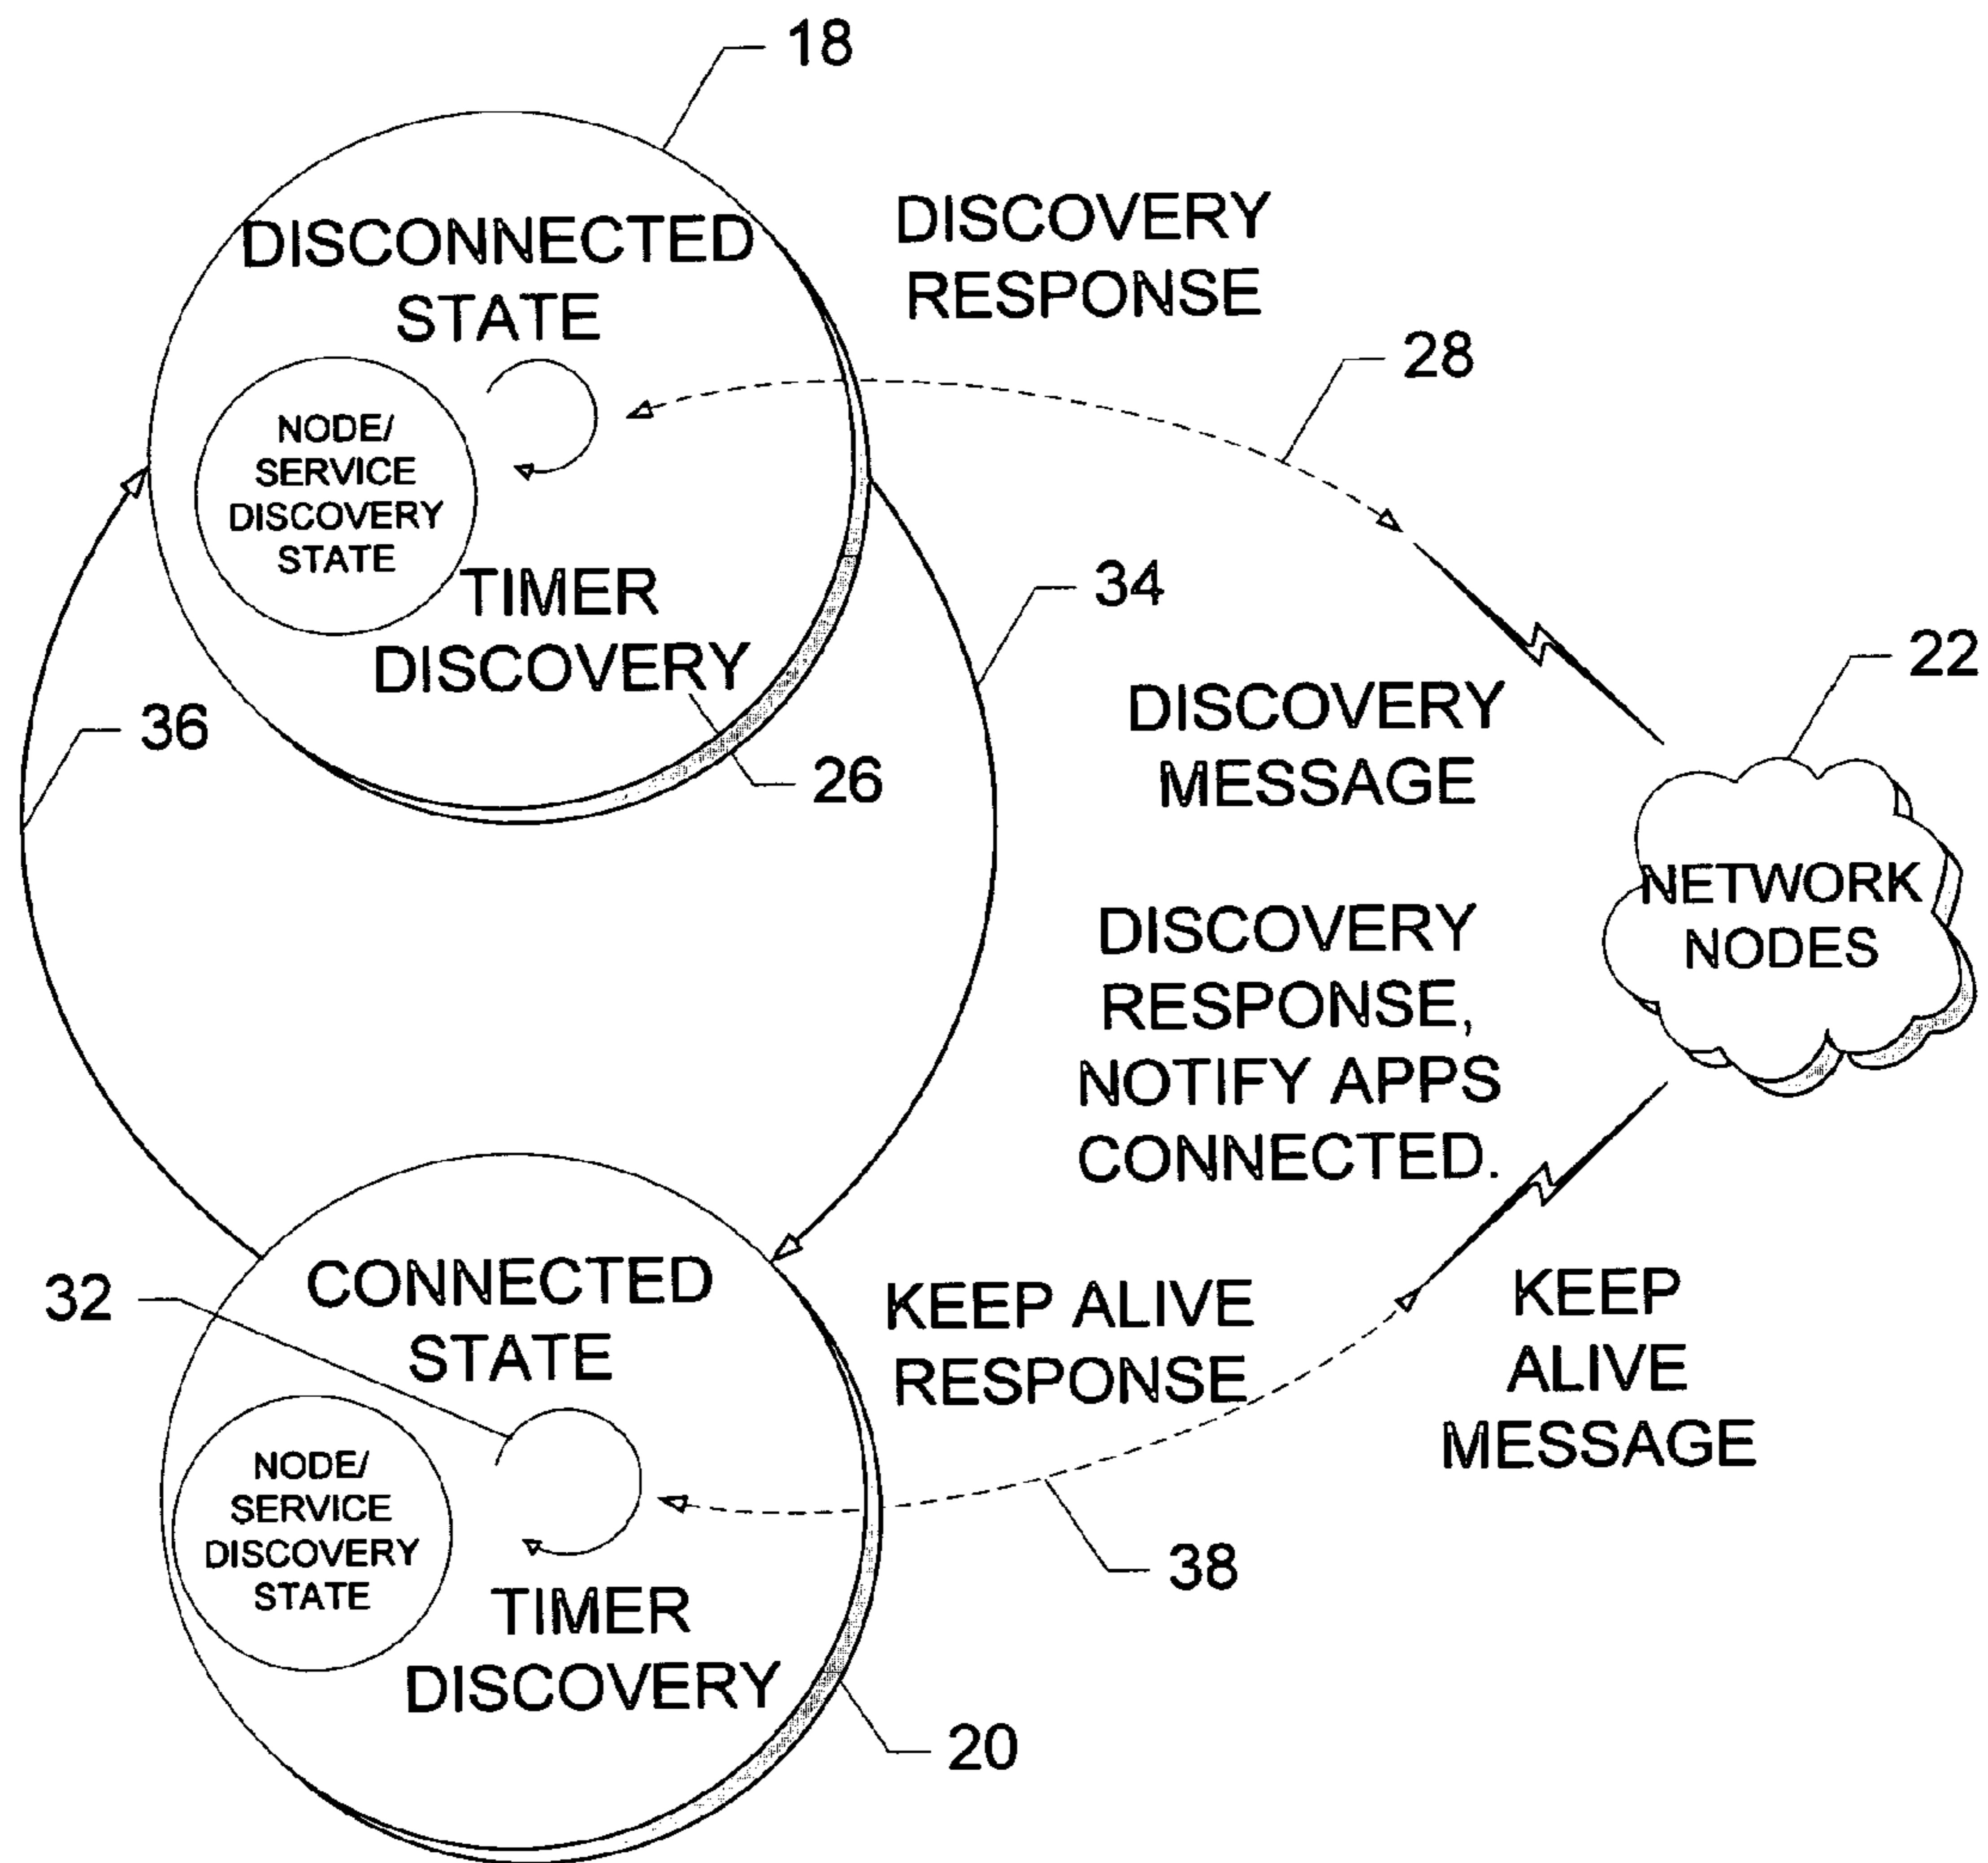 18
DISCONNECTED
STATE
NODE/
SERVICE
DISCOVERY
STATE
TIMER
DISCOVERY
26
DISCOVERY
RESPONSE
28
34
36
DISCOVERY
MESSAGE
22
NETWORK
NODES
DISCOVERY
RESPONSE,
NOTIFY APPS
CONNECTED.
32
CONNECTED
STATE
NODE/
SERVICE
DISCOVERY
STATE
TIMER
DISCOVERY
20
KEEP ALIVE
RESPONSE
38
KEEP
ALIVE
MESSAGE